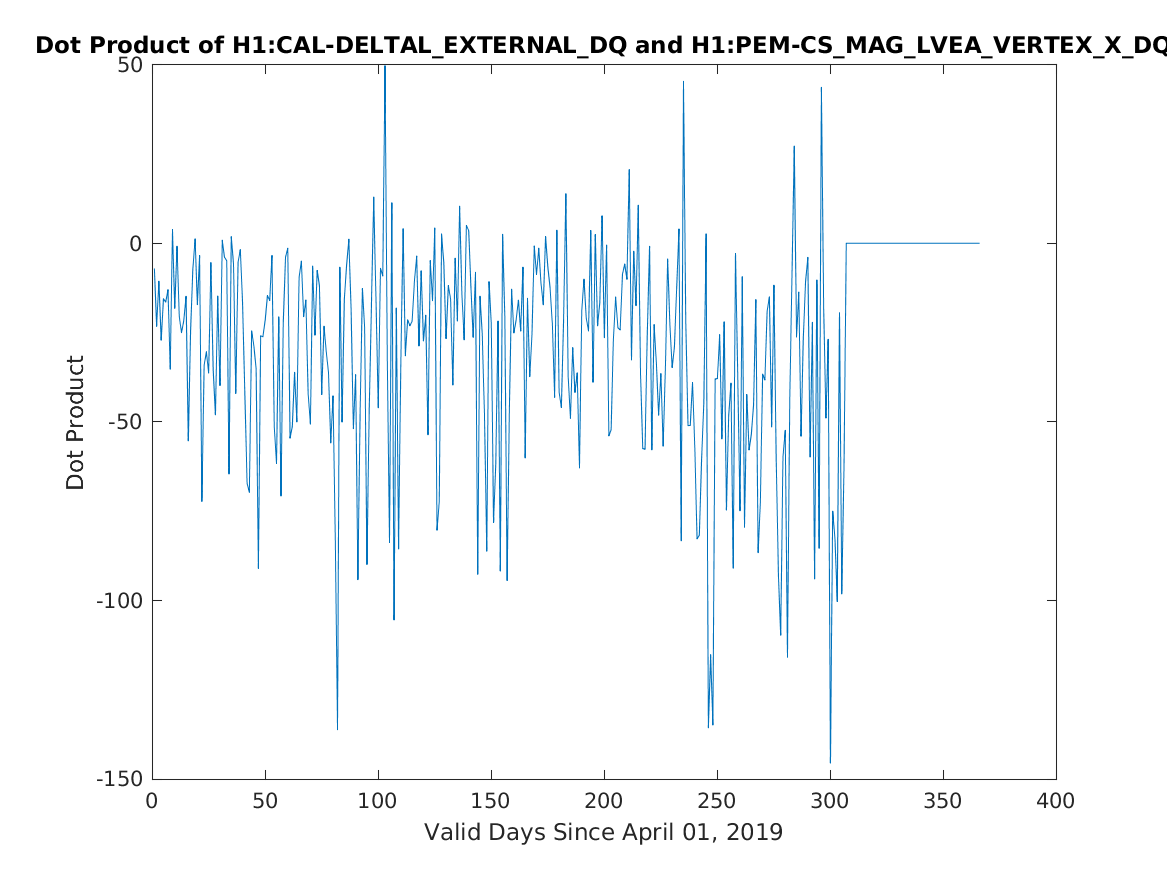 Dot Product of H1:CAL-DELTAL_EXTERNAL_DQ and H1:PEM-CS_MAG_LVEA_VERTEX_X_DQ
50
0
-50
-100
-150
Dot Product
0 50 100 150 200 250 300 350 400
Valid Days Since April 01, 2019